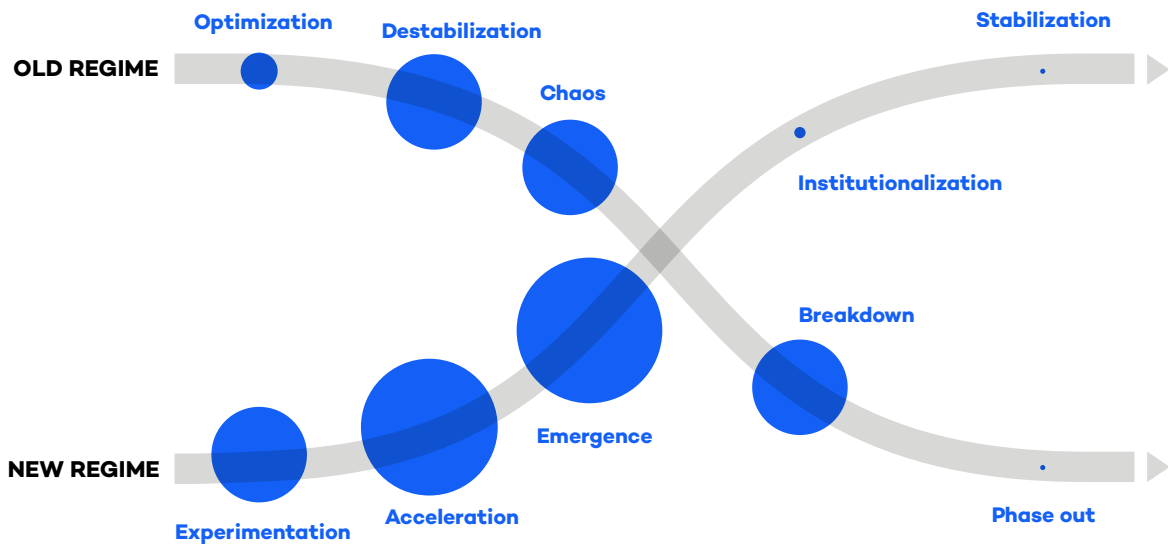 Optimization
Destabilization
Stabilization
OLD REGIME
Chaos
Institutionalization
Breakdown
Emergence
NEW REGIME
Acceleration
Phase out
Experimentation